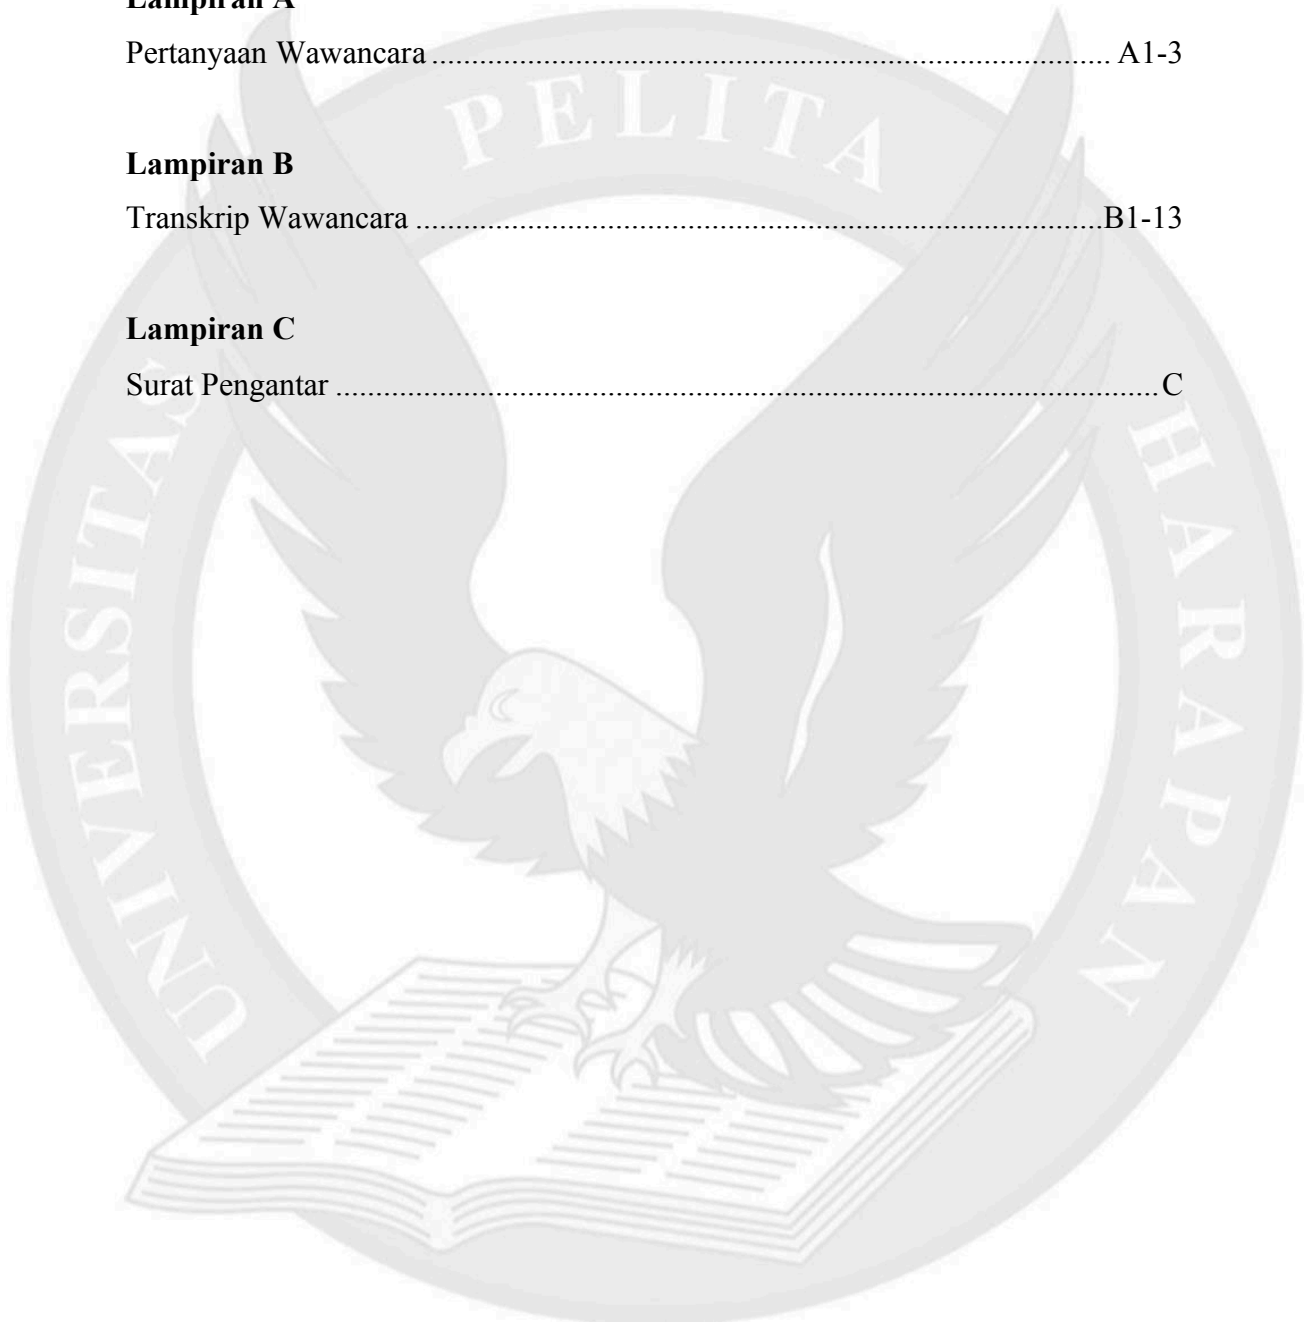 Lampiran A
Pertanyaan Wawancara ........................................................................................ A1-3
PELITA
Lampiran B
Transkrip Wawancara .........................................................................................B1-13
Lampiran C
Surat Pengantar ........................................................................................................... C
UNIVERSITAS
HARAPAN